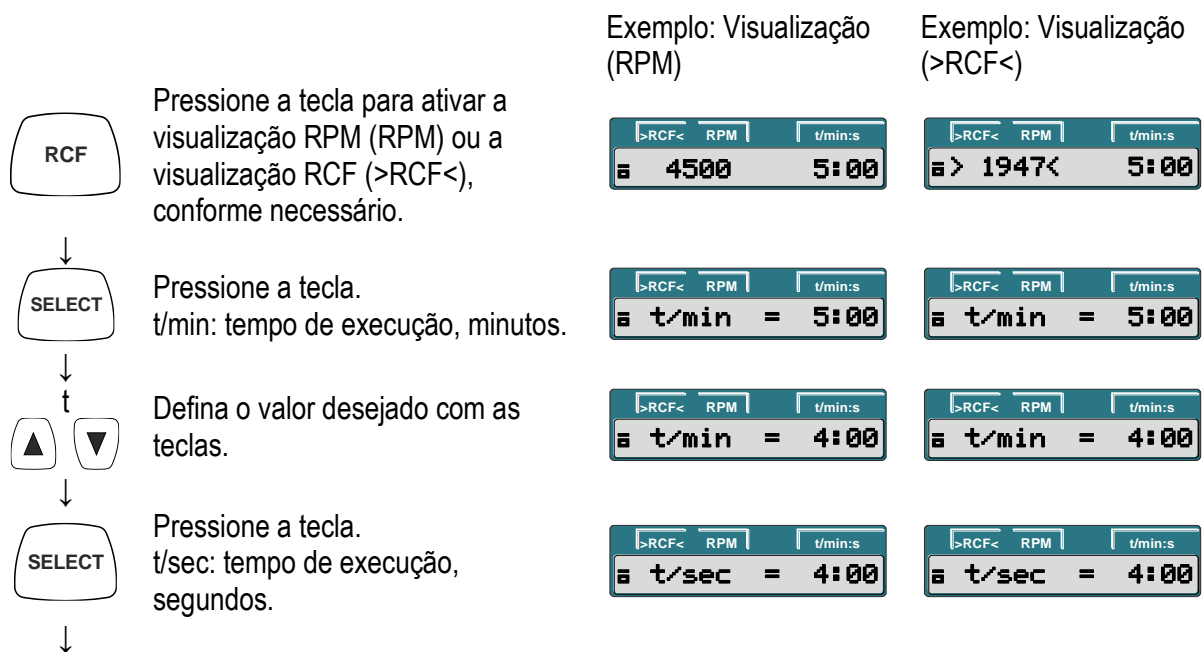 Exemplo: Visualização
(RPM)
Exemplo: Visualização
(>RCF<)
RCF
Pressione a tecla para ativar a
visualização RPM (RPM) ou a
visualização RCF (>RCF<),
conforme necessário.
>RCF< RPM t/min:s
4500 5:00
>RCF< RPM t/min:s
> 1947< 5:00
↓
SELECT
Pressione a tecla.
t/min: tempo de execução, minutos.
>RCF< RPM t/min:s
t/min = 5:00
>RCF< RPM t/min:s
t/min = 5:00
↓
t
▲ ▼
Defina o valor desejado com as
teclas.
>RCF< RPM t/min:s
t/min = 4:00
>RCF< RPM t/min:s
t/min = 4:00
↓
SELECT
Pressione a tecla.
t/sec: tempo de execução,
segundos.
>RCF< RPM t/min:s
t/sec = 4:00
>RCF< RPM t/min:s
t/sec = 4:00
↓